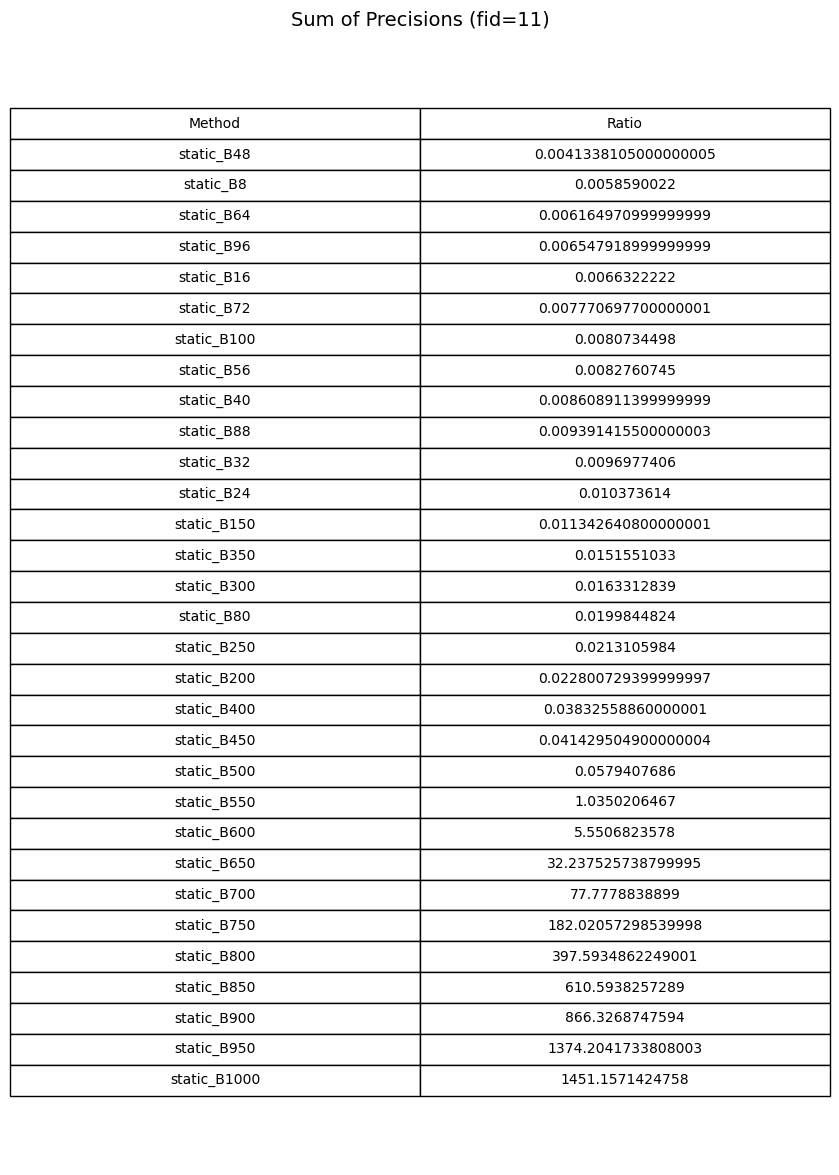 Sum of Precisions (fid=11)
Method Ratio
static_B48 0.0041338105000000005
static_B8 0.0058590022
static_B64 0.006164970999999999
static_B96 0.006547918999999999
static_B16 0.0066322222
static_B72 0.007770697700000001
static_B100 0.0080734498
static_B56 0.0082760745
static_B40 0.008608911399999999
static_B88 0.009391415500000003
static_B32 0.0096977406
static_B24 0.010373614
static_B150 0.011342640800000001
static_B350 0.0151551033
static_B300 0.0163312839
static_B80 0.0199844824
static_B250 0.0213105984
static_B200 0.022800729399999997
static_B400 0.03832558860000001
static_B450 0.041429504900000004
static_B500 0.0579407686
static_B550 1.0350206467
static_B600 5.5506823578
static_B650 32.237525738799995
static_B700 77.7778838899
static_B750 182.02057298539998
static_B800 397.5934862249001
static_B850 610.5938257289
static_B900 866.3268747594
static_B950 1374.2041733808003
static_B1000 1451.1571424758